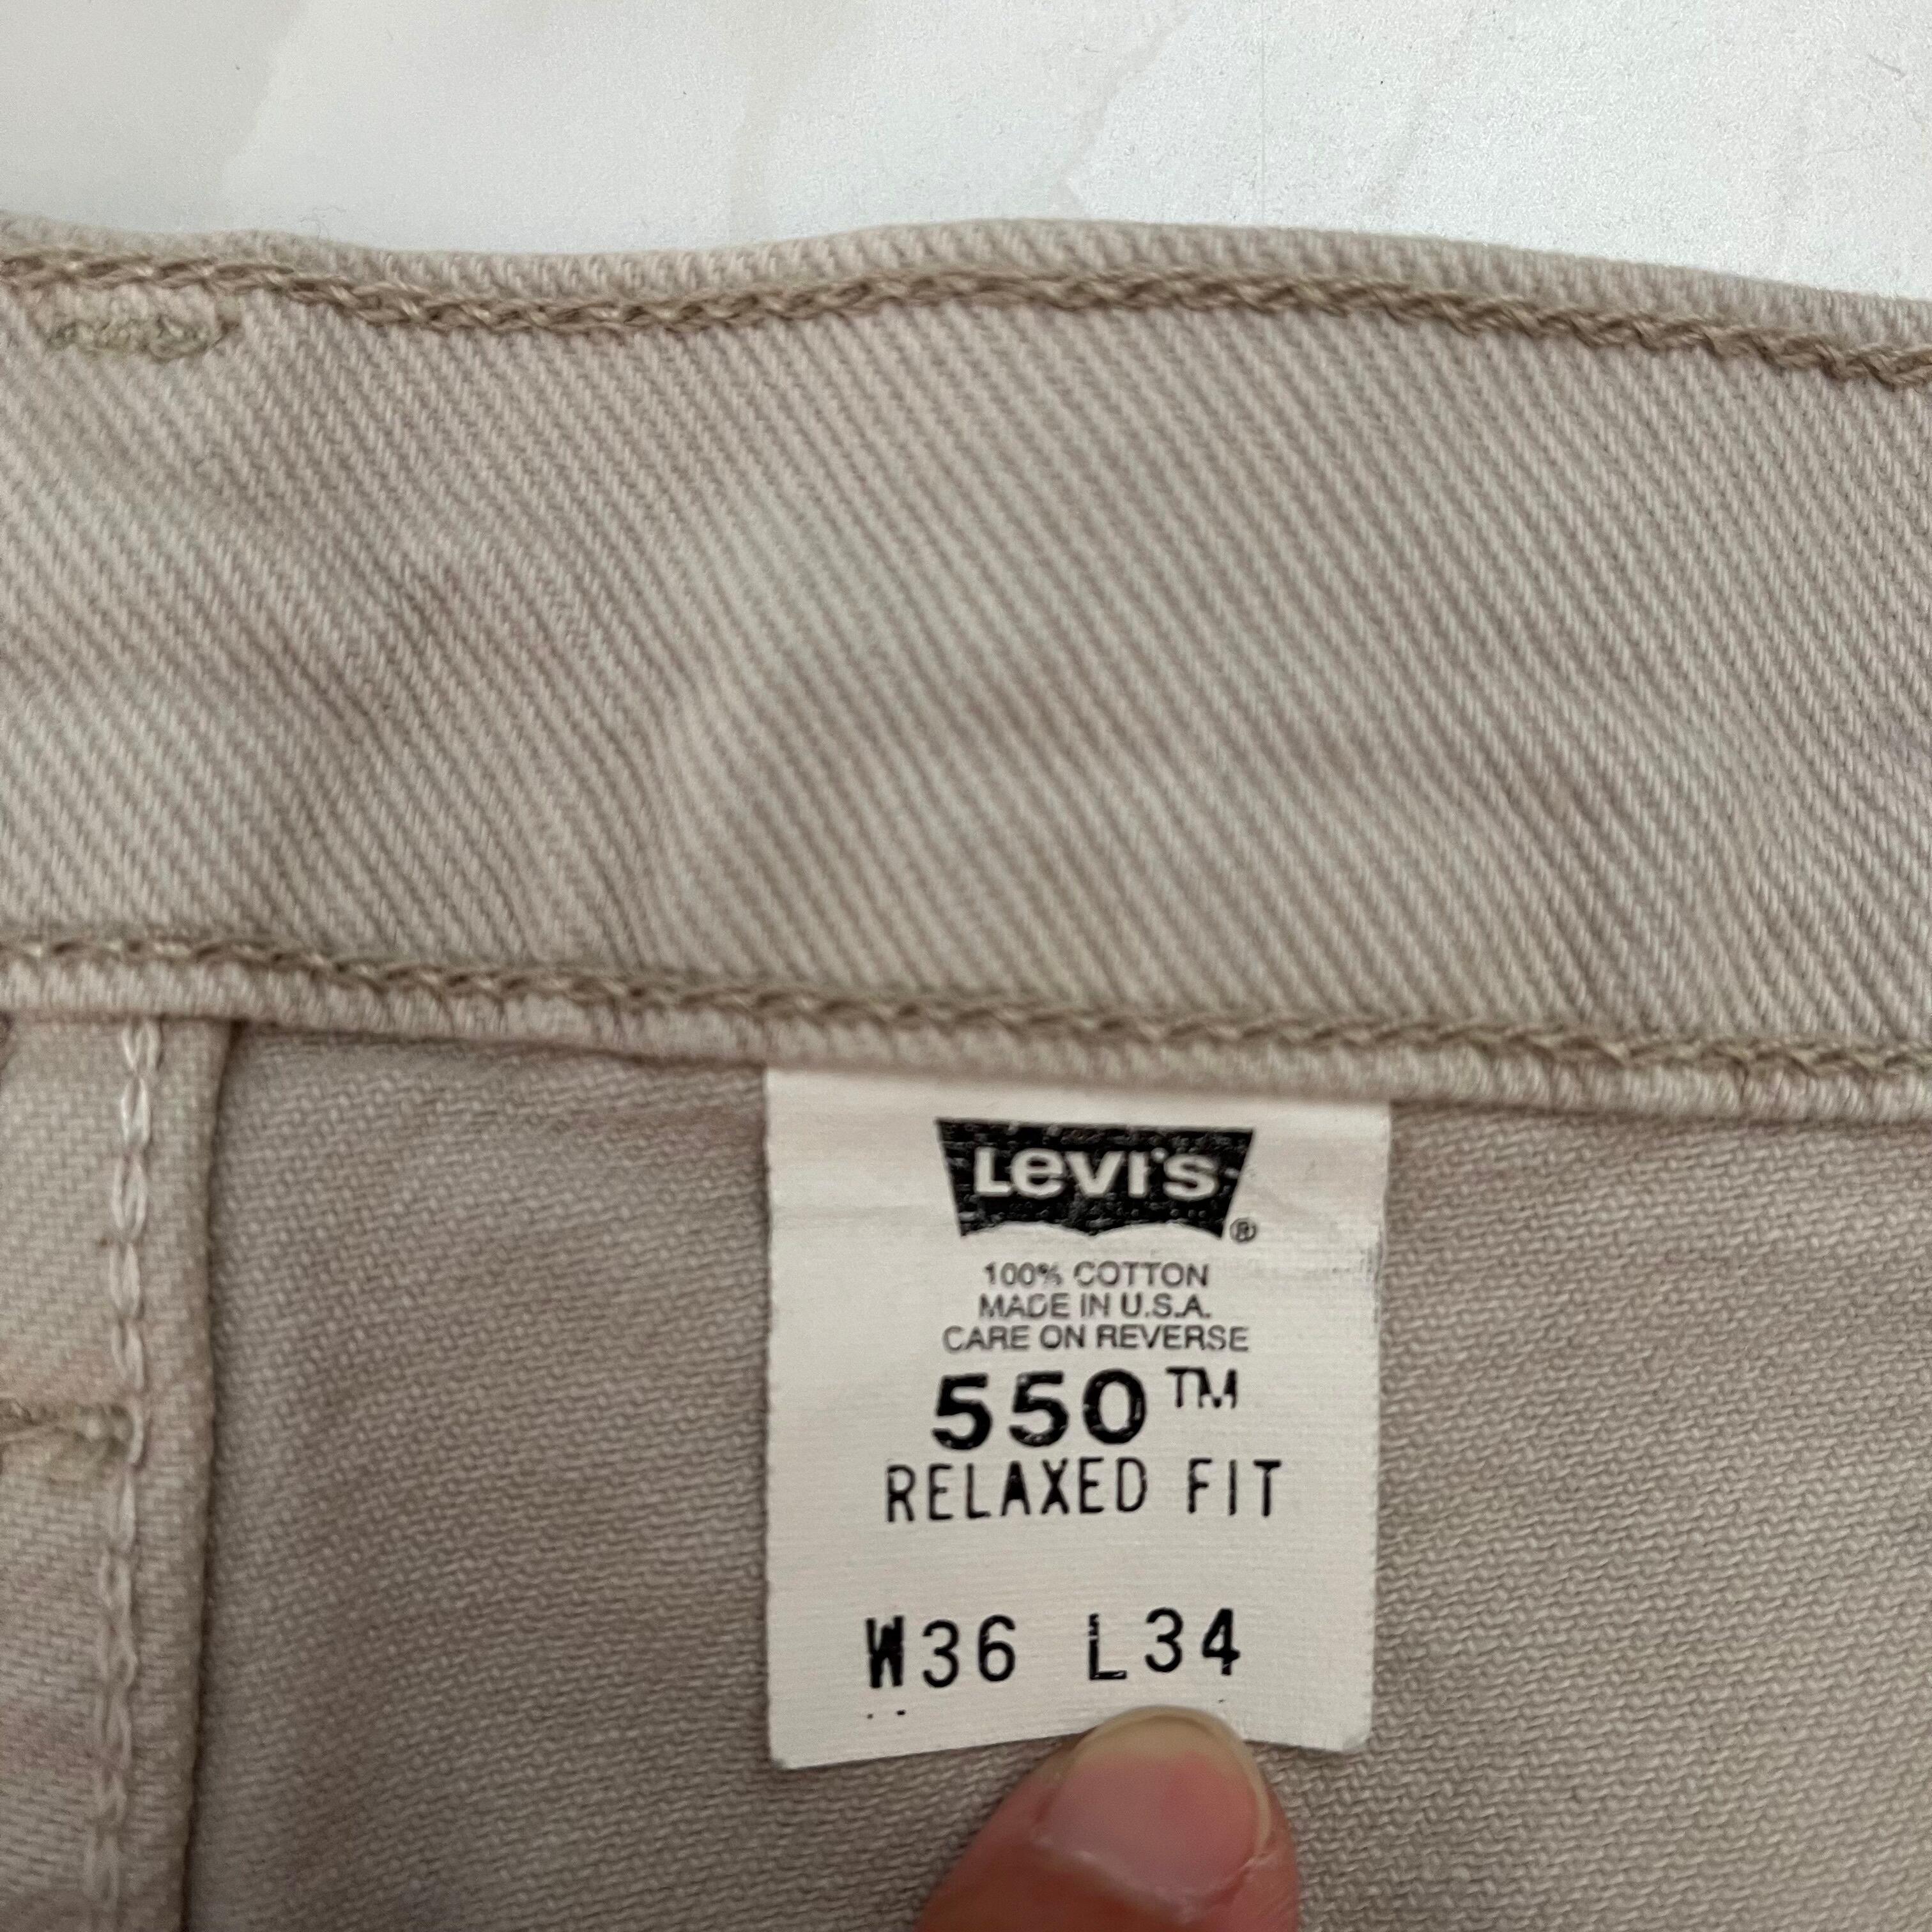 Levi's ®
100% COTTON
MADE IN U.S.A.
CARE ON REVERSE
550™
RELAXED FIT
W36 L34